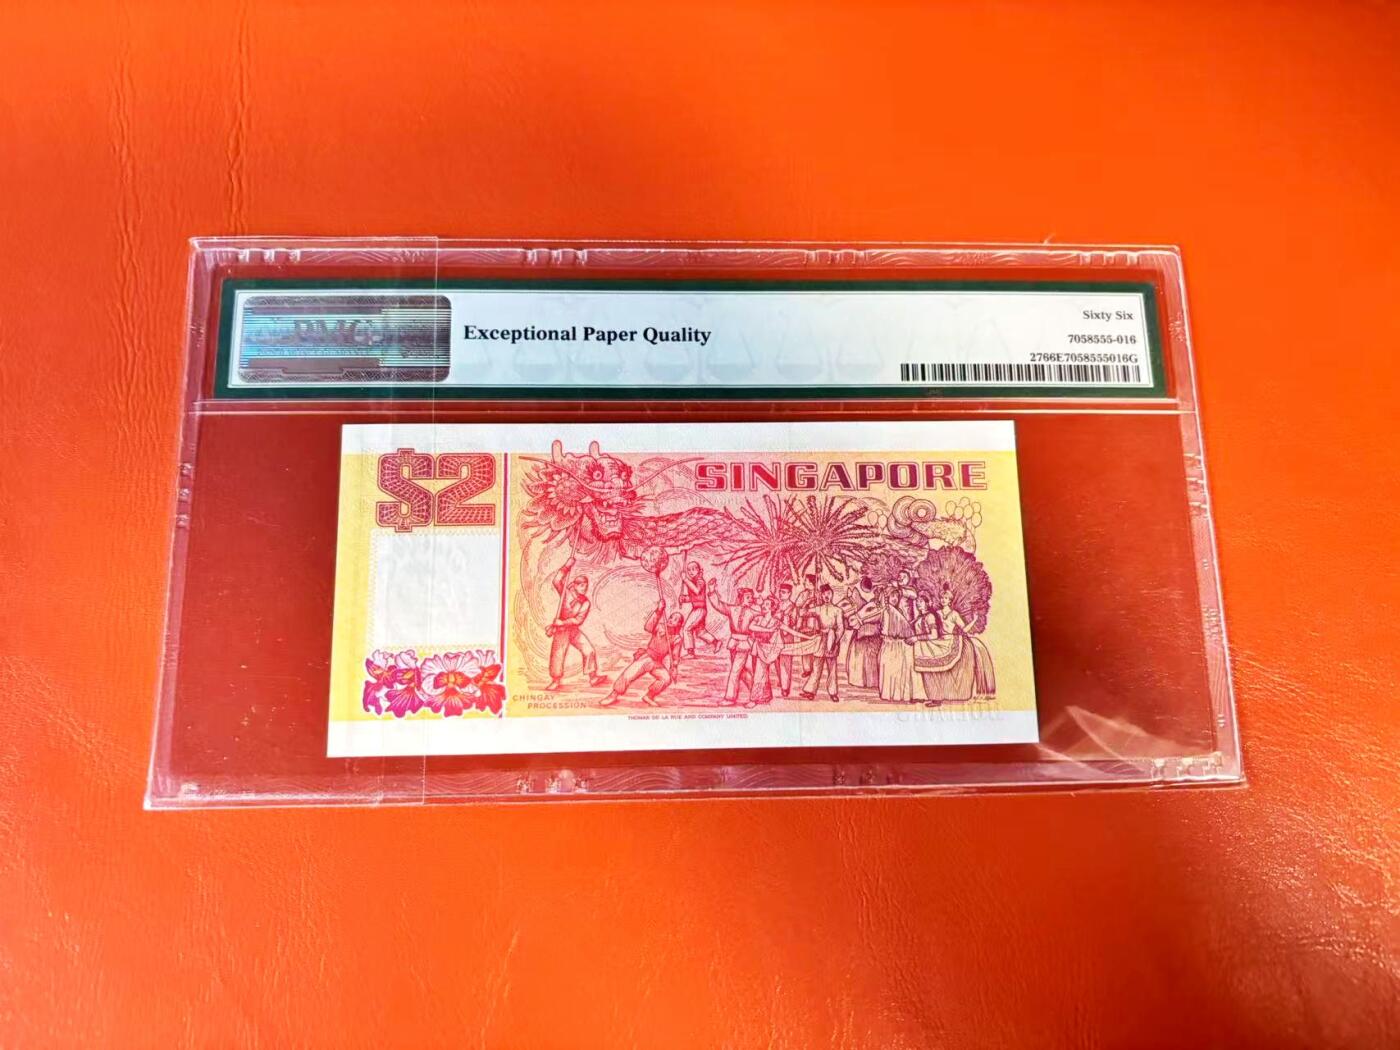 PMG
Exceptional Paper Quality
Sixty Six
7058555-016
2766E7058555016G
$2
SINGAPORE
CHINGAY
PROCESSION
THOMAS DE LA RUE AND COMPANY LIMITED